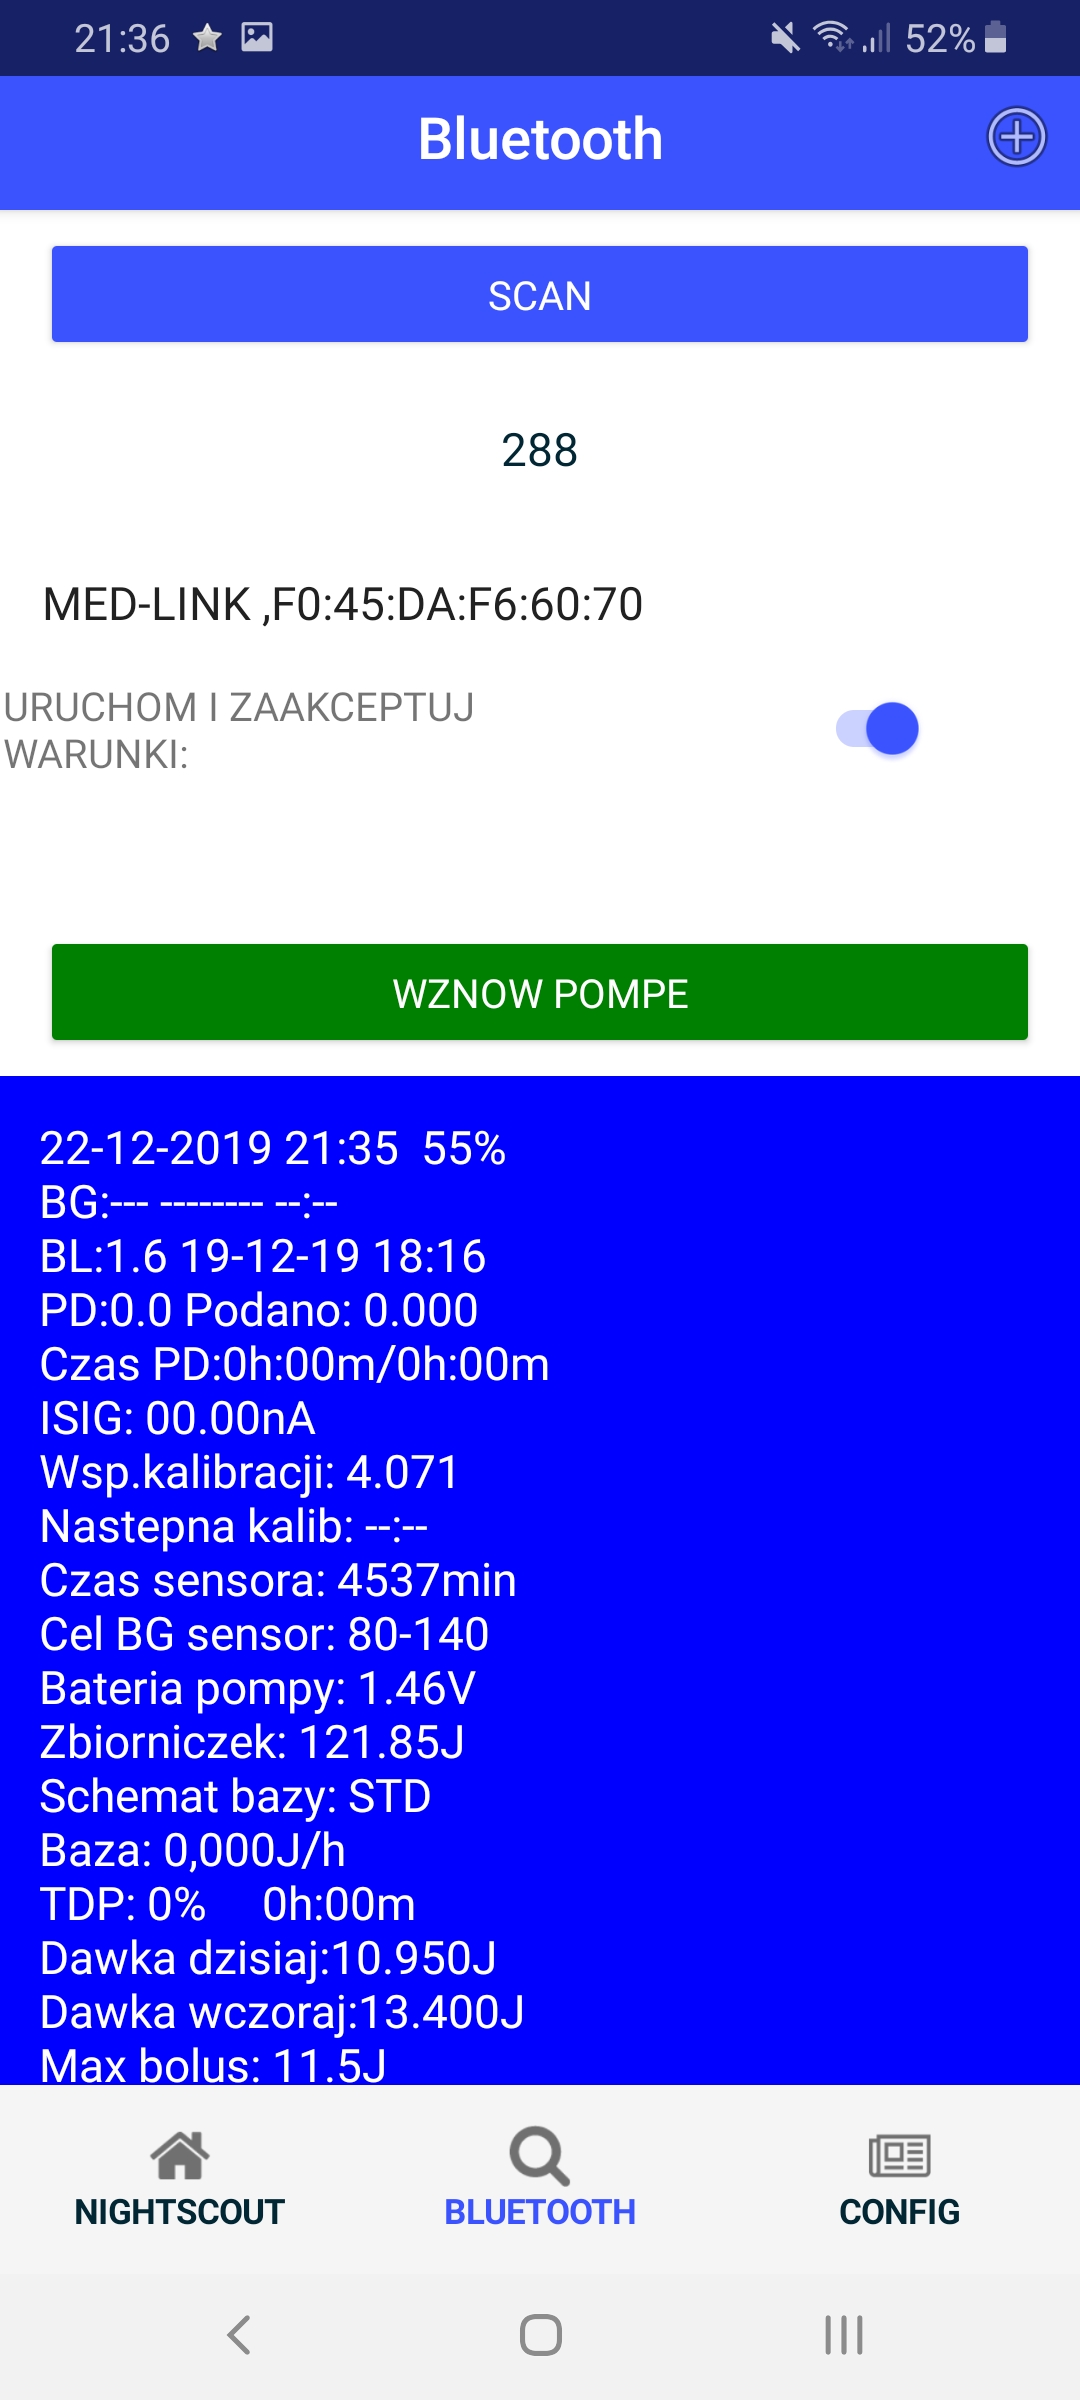 21:36 52%
Bluetooth
SCAN
288
MED-LINK ,F0:45:DA:F6:60:70
URUCHOM I ZAAKCEPTUJ
WARUNKI:
WZNOW POMPE
22-12-2019 21:35  55%
BG:--- -------- --:--
BL:1.6 19-12-19 18:16
PD:0.0 Podano: 0.000
Czas PD:0h:00m/0h:00m
ISIG: 00.00nA
Wsp.kalibracji: 4.071
Nastepna kalib: --:--
Czas sensora: 4537min
Cel BG sensor: 80-140
Bateria pompy: 1.46V
Zbiorniczek: 121.85J
Schemat bazy: STD
Baza: 0,000J/h
TDP: 0%     0h:00m
Dawka dzisiaj:10.950J
Dawka wczoraj:13.400J
Max bolus: 11.5J
NIGHTSCOUT BLUETOOTH CONFIG